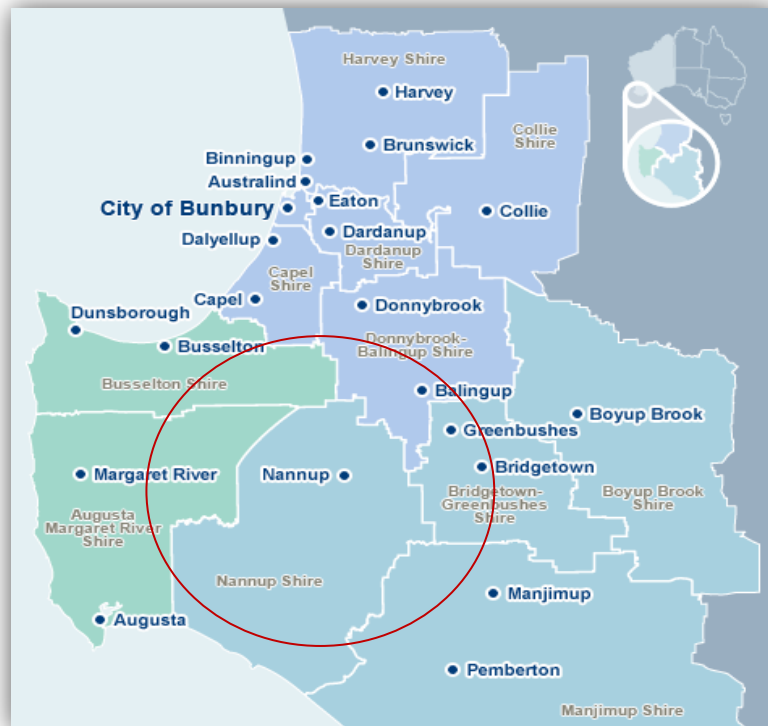 Harvey Shire
Harvey
Collie
Shire
Brunswick
Binningup
Australind
Eaton
City of Bunbury
Collie
Dardanup
Dalyellup
Dardanup
Shire
Capel
Shire
Capel
Donnybrook
Dunsborough
Busselton
Donnybrook-
Balingup Shire
Busselton Shire
Balingup
Boyup Brook
Greenbushes
Margaret River
Nannup
Bridgetown
Bridgetown-
Greenbushes
Shire
Boyup Brook
Shire
Augusta
Margaret River
Shire
Nannup Shire
Manjimup
Augusta
Pemberton
Manjimup Shire